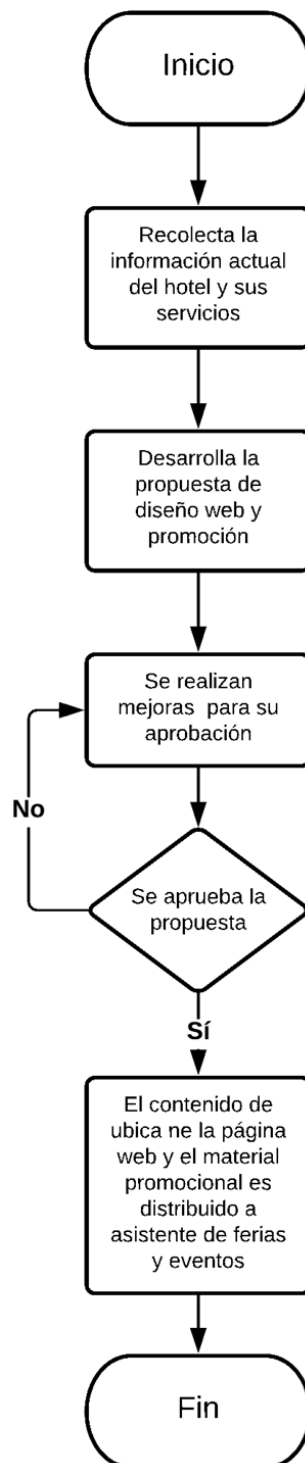 Inicio
Recolecta la
información actual
del hotel y sus
servicios
Desarrolla la
propuesta de
diseño web y
promoción
Se realizan
mejoras para su
aprobación
No
Se aprueba la
propuesta
Sí
El contenido de
ubica ne la página
web y el material
promocional es
distribuido a
asistente de ferias
y eventos
Fin